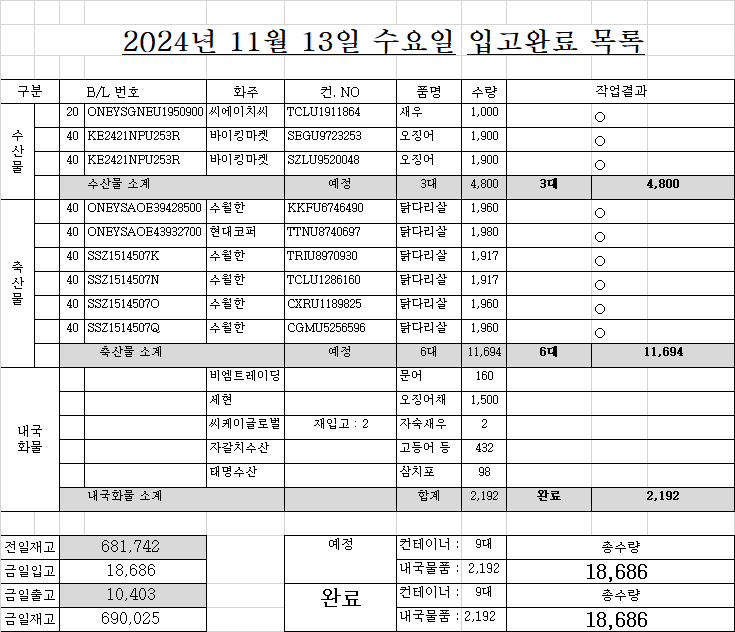 2024년 11월 13일 수요일 입고완료 목록
구분 B/L 번호 화주 컨. NO 품명 수량 작업결과
수산물
20 ONEYSGNEU1950900 씨에이치씨 TCLU1911864 새우 1,000 ○
40 KE2421NPU253R 바이킹마켓 SEGU9723253 오징어 1,900 ○
40 KE2421NPU253R 바이킹마켓 SZLU9520048 오징어 1,900 ○
수산물 소계 예정 3대 4,800 3대 4,800
축산물
40 ONEYSAOE39428500 수월한 KKFU6746490 닭다리살 1,960 ○
40 ONEYSAOE43932700 현대코퍼 TTNU8740697 닭다리살 1,980 ○
40 SSZ1514507K 수월한 TRIU8970930 닭다리살 1,917 ○
40 SSZ1514507N 수월한 TCLU1286160 닭다리살 1,917 ○
40 SSZ1514507O 수월한 CXRU1189825 닭다리살 1,960 ○
40 SSZ1514507Q 수월한 CGMU5256596 닭다리살 1,960 ○
축산물 소계 예정 6대 11,694 6대 11,694
내국화물
비엠트레이딩 문어 160
세현 오징어채 1,500
씨케이글로벌 재입고 : 2 자숙새우 2
자갈치수산 고등어 등 432
태명수산 삼치포 98
내국화물 소계 합계 2,192 완료 2,192
전일재고 681,742 예정 컨테이너 : 9대 총수량
금일입고 18,686 내국물품 : 2,192 18,686
금일출고 10,403 완료 컨테이너 : 9대 총수량
금일재고 690,025 내국물품 : 2,192 18,686